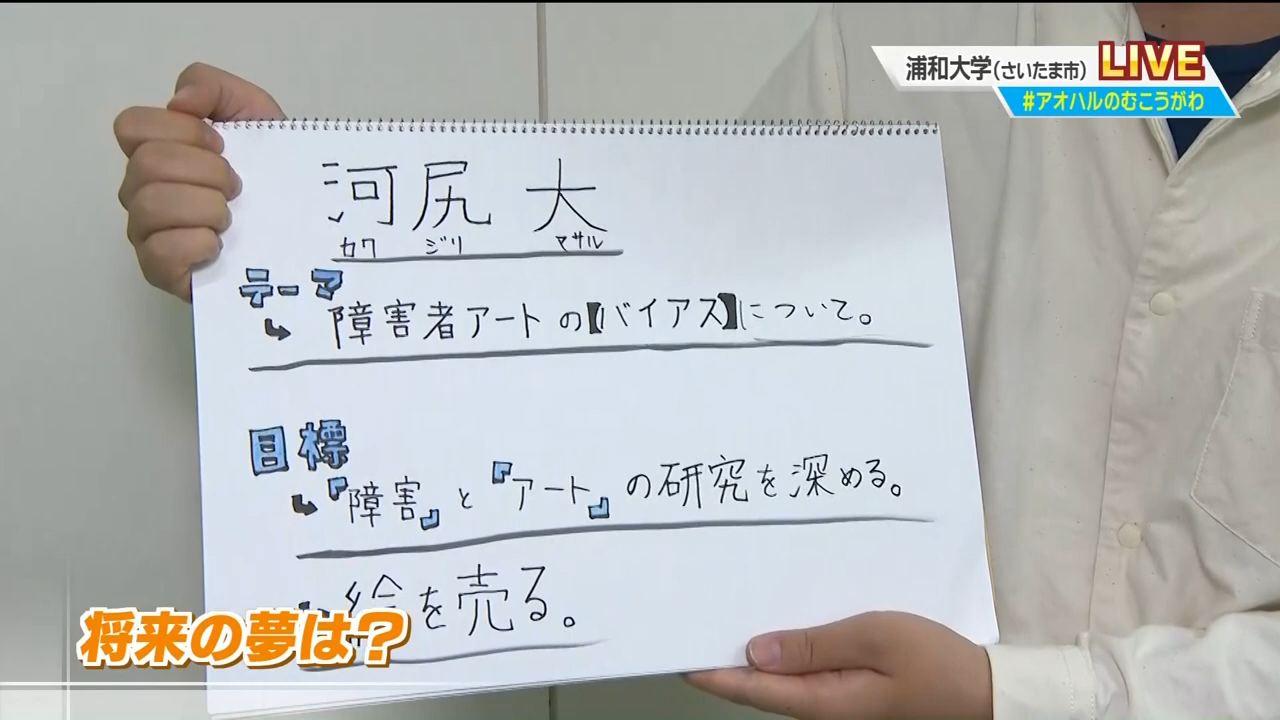 浦和大学(さいたま市) LIVE
#アオハルのむこうがわ
河尻 大
カワ ジリ マサル
テーマ
↳ 障害者アートの【バイアス】について。
目標
↳『障害』と『アート』の研究を深める。
絵を売る。
将来の夢は?